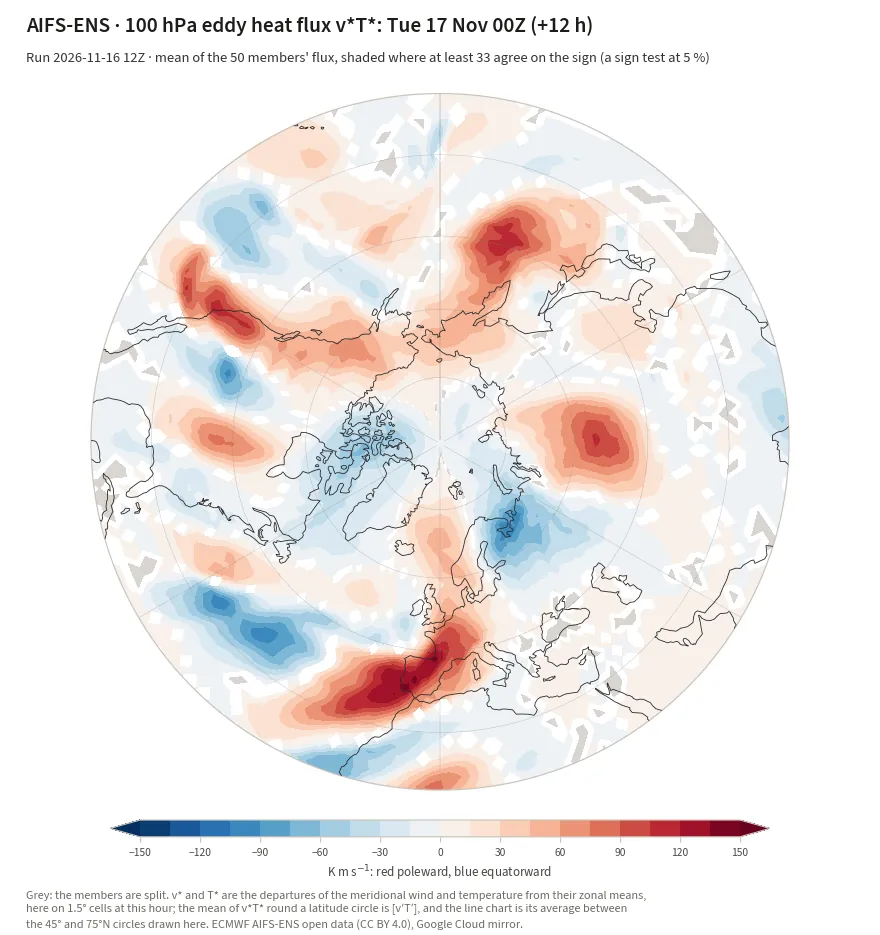 AIFS-ENS · 100 hPa eddy heat flux v*T*: Tue 17 Nov 00Z (+12 h)
Run 2026-11-16 12Z · mean of the 50 members' flux, shaded where at least 33 agree on the sign (a sign test at 5 %)
−150 −120 −90 −60 −30 0 30 60 90 120 150
K m s⁻¹: red poleward, blue equatorward
Grey: the members are split. v* and T* are the departures of the meridional wind and temperature from their zonal means,
here on 1.5° cells at this hour; the mean of v*T* round a latitude circle is [v'T'], and the line chart is its average between
the 45° and 75°N circles drawn here. ECMWF AIFS-ENS open data (CC BY 4.0), Google Cloud mirror.